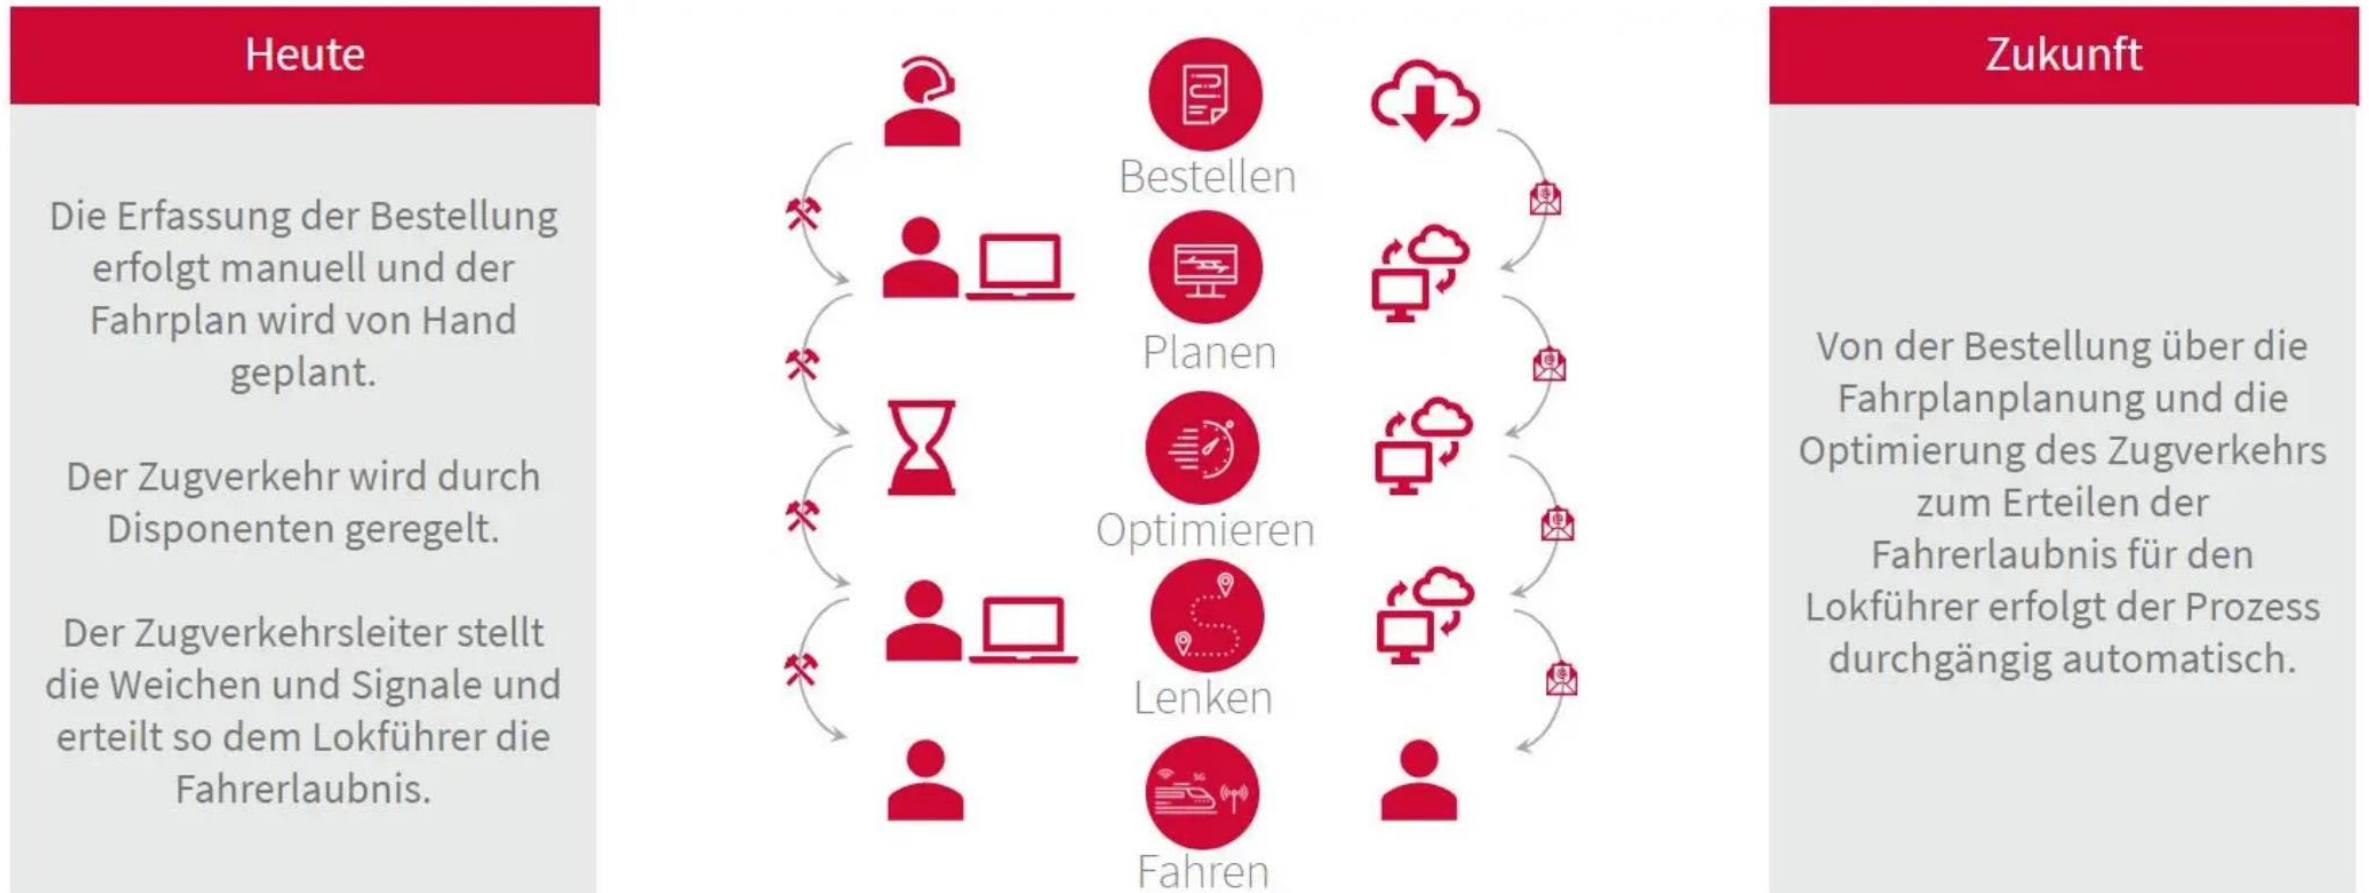 Heute
Die Erfassung der Bestellung
erfolgt manuell und der
Fahrplan wird von Hand
geplant.
Der Zugverkehr wird durch
Disponenten geregelt.
Der Zugverkehrsleiter stellt
die Weichen und Signale und
erteilt so dem Lokführer die
Fahrerlaubnis.
Bestellen
Planen
Optimieren
Lenken
5G
Fahren
Zukunft
Von der Bestellung über die
Fahrplanplanung und die
Optimierung des Zugverkehrs
zum Erteilen der
Fahrerlaubnis für den
Lokführer erfolgt der Prozess
durchgängig automatisch.